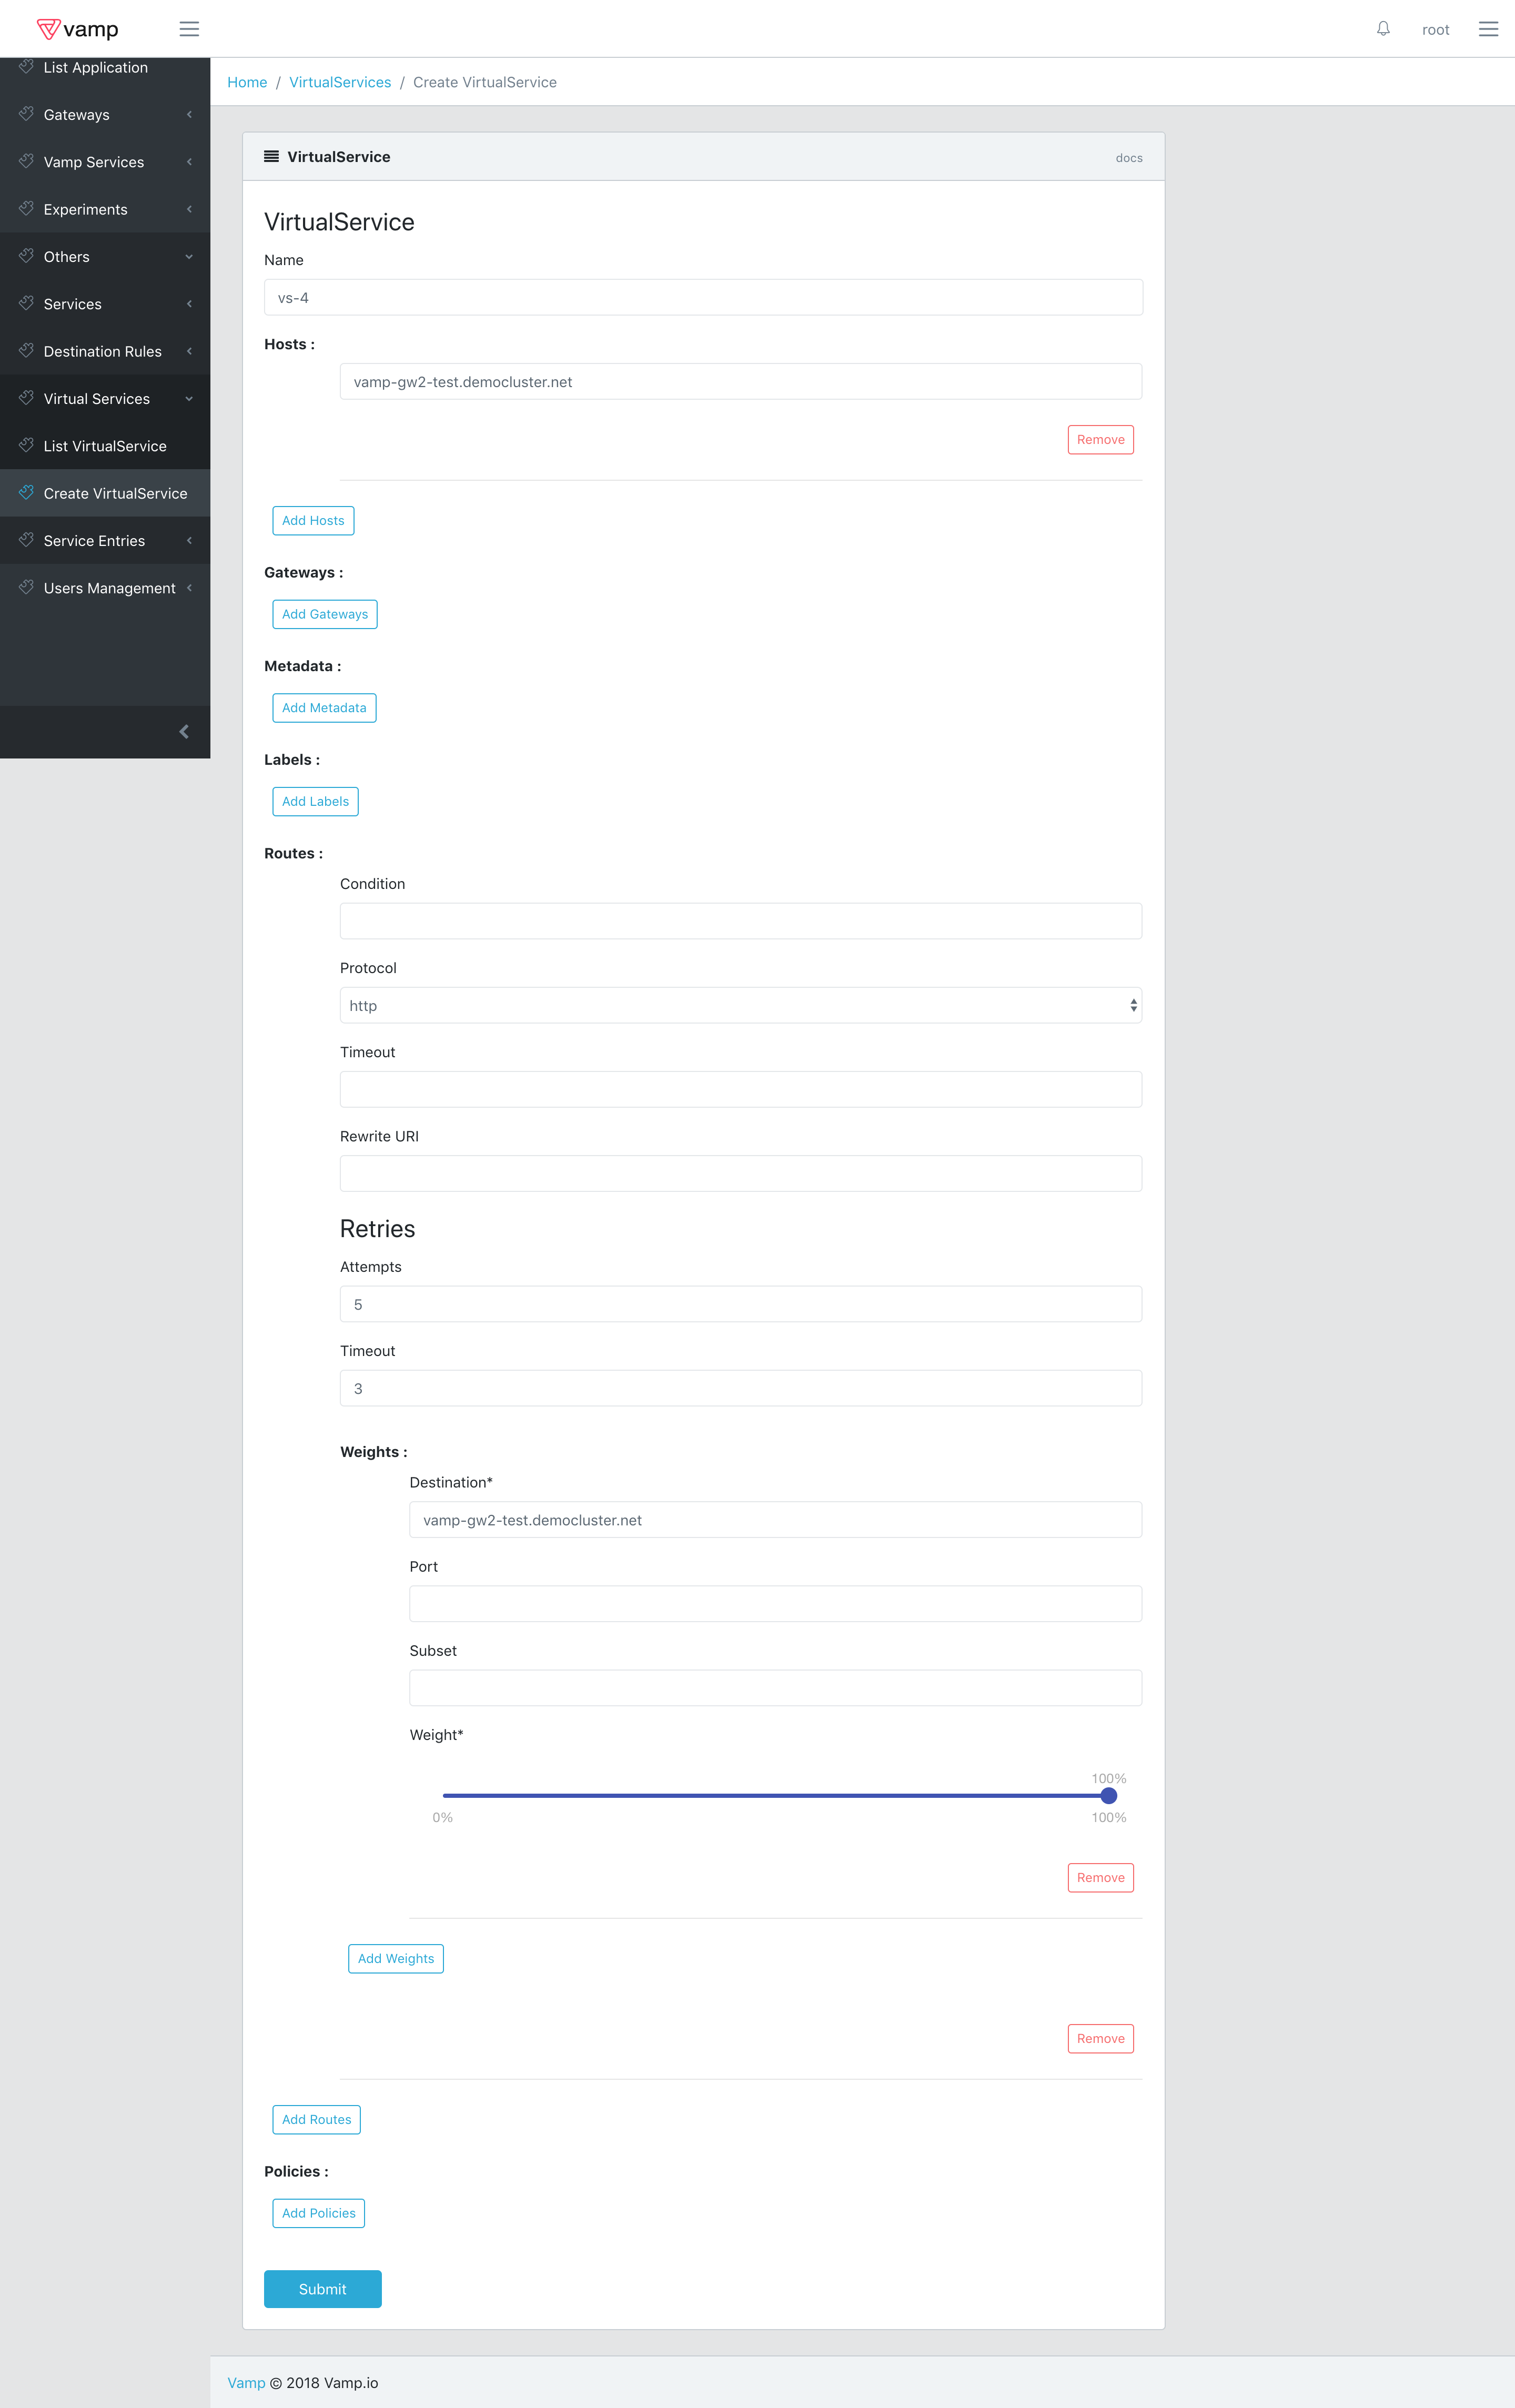 vamp
root
List Application
Gateways
Vamp Services
Experiments
Others
Services
Destination Rules
Virtual Services
List VirtualService
Create VirtualService
Service Entries
Users Management
Home / VirtualServices / Create VirtualService
VirtualService
docs
VirtualService
Name
vs-4
Hosts :
vamp-gw2-test.democluster.net
Remove
Add Hosts
Gateways :
Add Gateways
Metadata :
Add Metadata
Labels :
Add Labels
Routes :
Condition
Protocol
http
Timeout
Rewrite URI
Retries
Attempts
5
Timeout
3
Weights :
Destination*
vamp-gw2-test.democluster.net
Port
Subset
Weight*
100%
0%
100%
Remove
Add Weights
Remove
Add Routes
Policies :
Add Policies
Submit
Vamp © 2018 Vamp.io